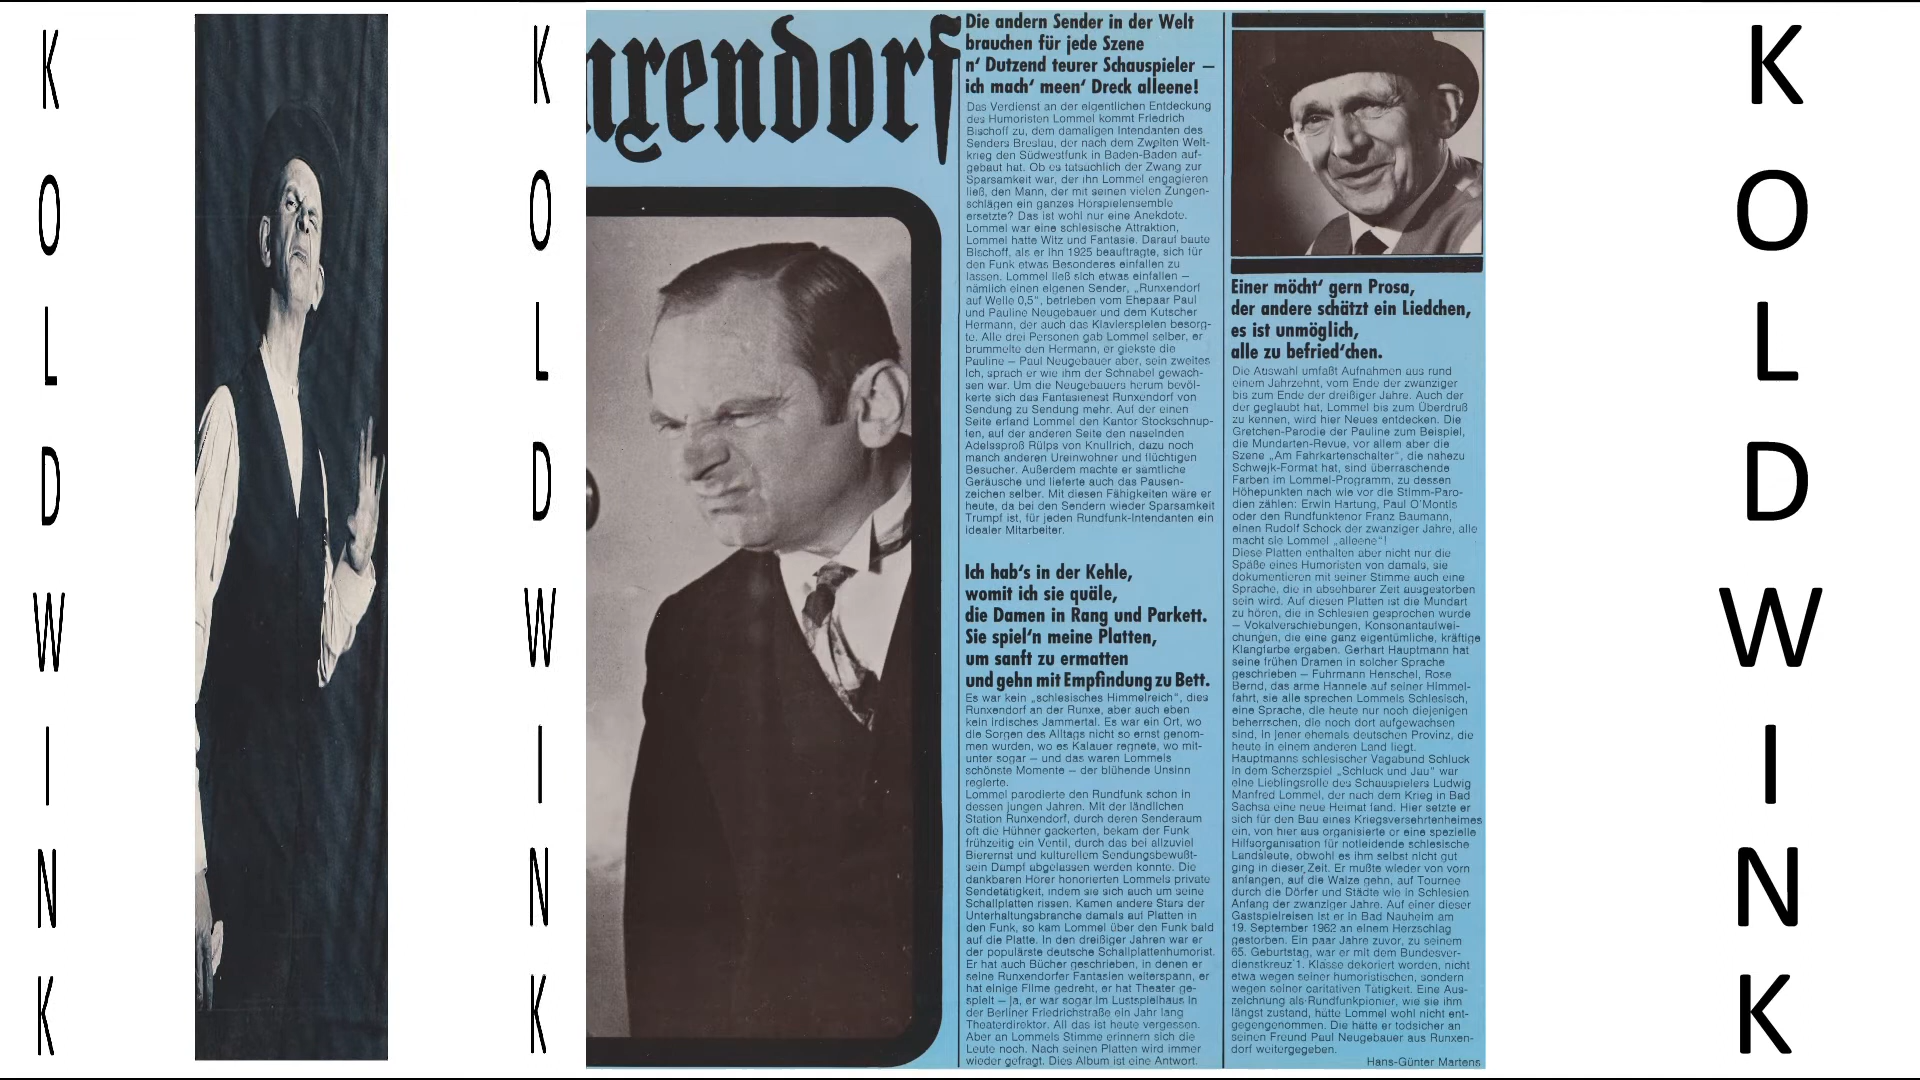 K
O
L
D
W
I
N
K
K
O
L
D
W
I
N
K
unxendorf
Die andern Sender in der Welt
brauchen für jede Szene
n' Dutzend teurer Schauspieler –
ich mach' meen' Dreck alleene!
Das Verdienst an der eigentlichen Entdeckung
des Humoristen Lommel kommt Friedrich
Bischoff zu, dem damaligen Intendanten des
Senders Breslau, der nach dem Zweiten Welt-
krieg den Südwestfunk in Baden-Baden auf-
gebaut hat. Ob es tatsächlich der Zwang zur
Sparsamkeit war, der ihn Lommel engagieren
ließ, den Mann, der mit seinen vielen Zungen-
schlägen ein ganzes Hörspielensemble
ersetzte? Das ist wohl nur eine Anekdote.
Lommel war eine schlesische Attraktion,
Lommel hatte Witz und Fantasie. Darauf baute
Bischoff, als er ihn 1925 beauftragte, sich für
den Funk etwas Besonderes einfallen zu
lassen. Lommel ließ sich etwas einfallen –
nämlich einen eigenen Sender, „Runxendorf
auf Welle 0,5“, betrieben vom Ehepaar Paul
und Pauline Neugebauer und dem Kutscher
Hermann, der auch das Klavierspielen besorg-
te. Alle drei Personen gab Lommel selber, er
brummelte den Hermann, er giekste die
Pauline – Paul Neugebauer aber, sein zweites
Ich, sprach er wie ihm der Schnabel gewach-
sen war. Um die Neugebauers herum bevöl-
kerte sich das Fantasienest Runxendorf von
Sendung zu Sendung mehr. Auf der einen
Seite erfand Lommel den Kantor Stockschnup-
fen, auf der anderen Seite den naselnden
Adelssproß Rülps von Knullrich, dazu noch
manch anderen Ureinwohner und flüchtigen
Besucher. Außerdem machte er sämtliche
Geräusche und lieferte auch das Pausen-
zeichen selber. Mit diesen Fähigkeiten wäre er
heute, da bei den Sendern wieder Sparsamkeit
Trumpf ist, für jeden Rundfunk-Intendanten ein
idealer Mitarbeiter.
Ich hab's in der Kehle,
womit ich sie quäle,
die Damen in Rang und Parkett.
Sie spiel'n meine Platten,
um sanft zu ermatten
und gehn mit Empfindung zu Bett.
Es war kein „schlesisches Himmelreich“, dies
Runxendorf an der Runxe, aber auch eben
kein irdisches Jammertal. Es war ein Ort, wo
die Sorgen des Alltags nicht so ernst genom-
men wurden, wo es Kalauer regnete, wo mit-
unter sogar – und das waren Lommels
schönste Momente – der blühende Unsinn
regierte.
Lommel parodierte den Rundfunk schon in
dessen jungen Jahren. Mit der ländlichen
Station Runxendorf, durch deren Senderaum
oft die Hühner gackerten, bekam der Funk
frühzeitig ein Ventil, durch das bei allzuviel
Bierernst und kulturellem Sendungsbewußt-
sein Dampf abgelassen werden konnte. Die
dankbaren Hörer honorierten Lommels private
Sendetätigkeit, indem sie sich auch um seine
Schallplatten rissen. Kamen andere Stars der
Unterhaltungsbranche damals auf Platten in
den Funk, so kam Lommel über den Funk bald
auf die Platte. In den dreißiger Jahren war er
der populärste deutsche Schallplattenhumorist.
Er hat auch Bücher geschrieben, in denen er
seine Runxendorfer Fantasien weiterspann, er
hat einige Filme gedreht, er hat Theater ge-
spielt – ja, er war sogar im Lustspielhaus in
der Berliner Friedrichstraße ein Jahr lang
Theaterdirektor. All das ist heute vergessen.
Aber an Lommels Stimme erinnern sich die
Leute noch. Nach seinen Platten wird immer
wieder gefragt. Dies Album ist eine Antwort.
Einer möcht' gern Prosa,
der andere schätzt ein Liedchen,
es ist unmöglich,
alle zu befried'chen.
Die Auswahl umfaßt Aufnahmen aus rund
einem Jahrzehnt, vom Ende der zwanziger
bis zum Ende der dreißiger Jahre. Auch der
der geglaubt hat, Lommel bis zum Überdruß
zu kennen, wird hier Neues entdecken. Die
Gretchen-Parodie der Pauline zum Beispiel,
die Mundarten-Revue, vor allem aber die
Szene „Am Fahrkartenschalter“, die nahezu
Schwejk-Format hat, sind überraschende
Farben im Lommel-Programm, zu dessen
Höhepunkten nach wie vor die Stimm-Paro-
dien zählen: Erwin Hartung, Paul O'Montis
oder den Rundfunktenor Franz Baumann,
einen Rudolf Schock der zwanziger Jahre, alle
macht sie Lommel „alleene“!
Diese Platten enthalten aber nicht nur die
Späße eines Humoristen von damals, sie
dokumentieren mit seiner Stimme auch eine
Sprache, die in absehbarer Zeit ausgestorben
sein wird. Auf diesen Platten ist die Mundart
zu hören, die in Schlesien gesprochen wurde
– Vokalverschiebungen, Konsonantaufwei-
chungen, die eine ganz eigentümliche, kräftige
Klangfarbe ergaben. Gerhart Hauptmann hat
seine frühen Dramen in solcher Sprache
geschrieben – Fuhrmann Henschel, Rose
Bernd, das arme Hannele auf seiner Himmel-
fahrt, sie alle sprechen Lommels Schlesisch,
eine Sprache, die heute nur noch diejenigen
beherrschen, die noch dort aufgewachsen
sind, in jener ehemals deutschen Provinz, die
heute in einem anderen Land liegt.
Hauptmanns schlesischer Vagabund Schluck
in dem Scherzspiel „Schluck und Jau“ war
eine Lieblingsrolle des Schauspielers Ludwig
Manfred Lommel, der nach dem Krieg in Bad
Sachsa eine neue Heimat fand. Hier setzte er
sich für den Bau eines Kriegsversehrtenheimes
ein, von hier aus organisierte er eine spezielle
Hilfsorganisation für notleidende schlesische
Landsleute, obwohl es ihm selbst nicht gut
ging in dieser Zeit. Er mußte wieder von vorn
anfangen, auf die Walze gehn, auf Tournee
durch die Dörfer und Städte wie in Schlesien
Anfang der zwanziger Jahre. Auf einer dieser
Gastspielreisen ist er in Bad Nauheim am
19. September 1962 an einem Herzschlag
gestorben. Ein paar Jahre zuvor, zu seinem
65. Geburtstag, war er mit dem Bundesver-
dienstkreuz 1. Klasse dekoriert worden, nicht
etwa wegen seiner humoristischen, sondern
wegen seiner caritativen Tätigkeit. Eine Aus-
zeichnung als Rundfunkpionier, wie sie ihm
längst zustand, hätte Lommel wohl nicht ent-
gegengenommen. Die hätte er todsicher an
seinen Freund Paul Neugebauer aus Runxen-
dorf weitergegeben.
Hans-Günter Martens
K
O
L
D
W
I
N
K